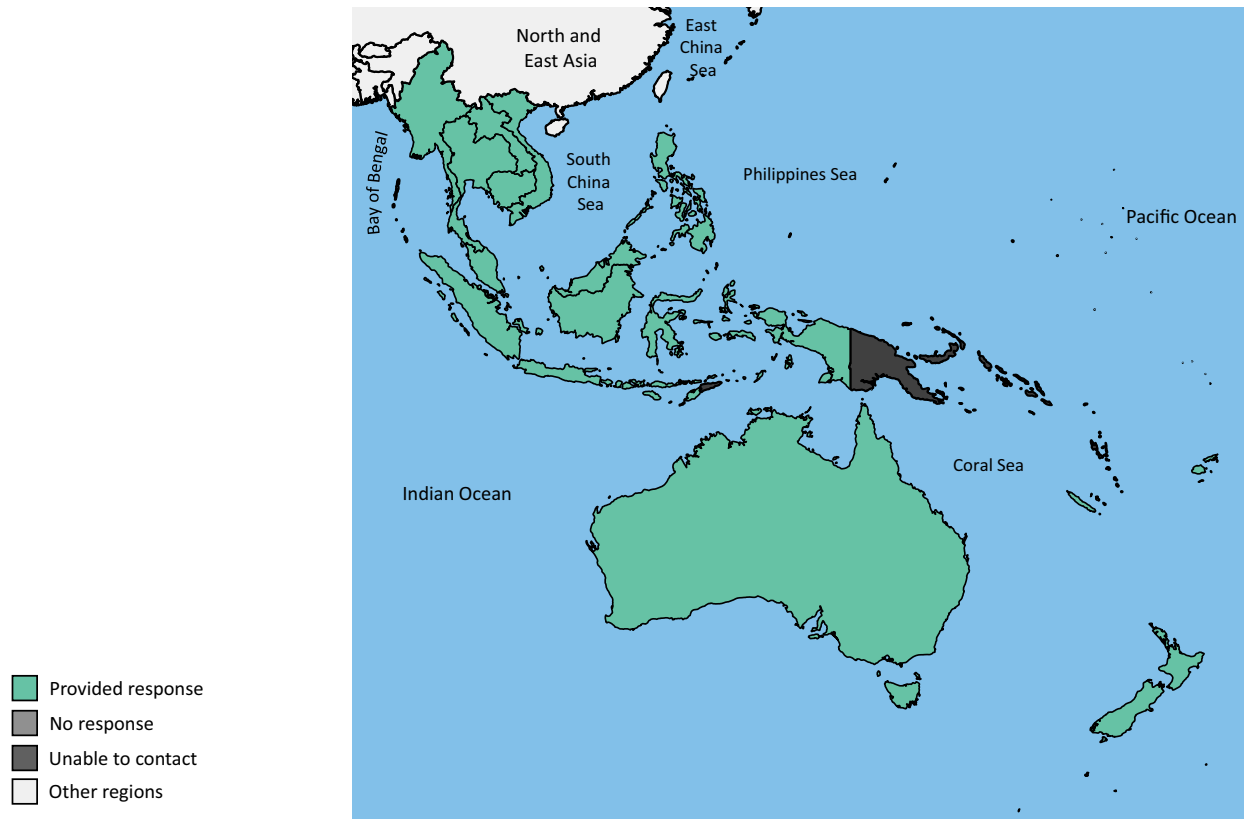 North and
East Asia
East
China
Sea
Bay of Bengal
South
China
Sea
Philippines Sea
Pacific Ocean
Coral Sea
Indian Ocean
Provided response
No response
Unable to contact
Other regions